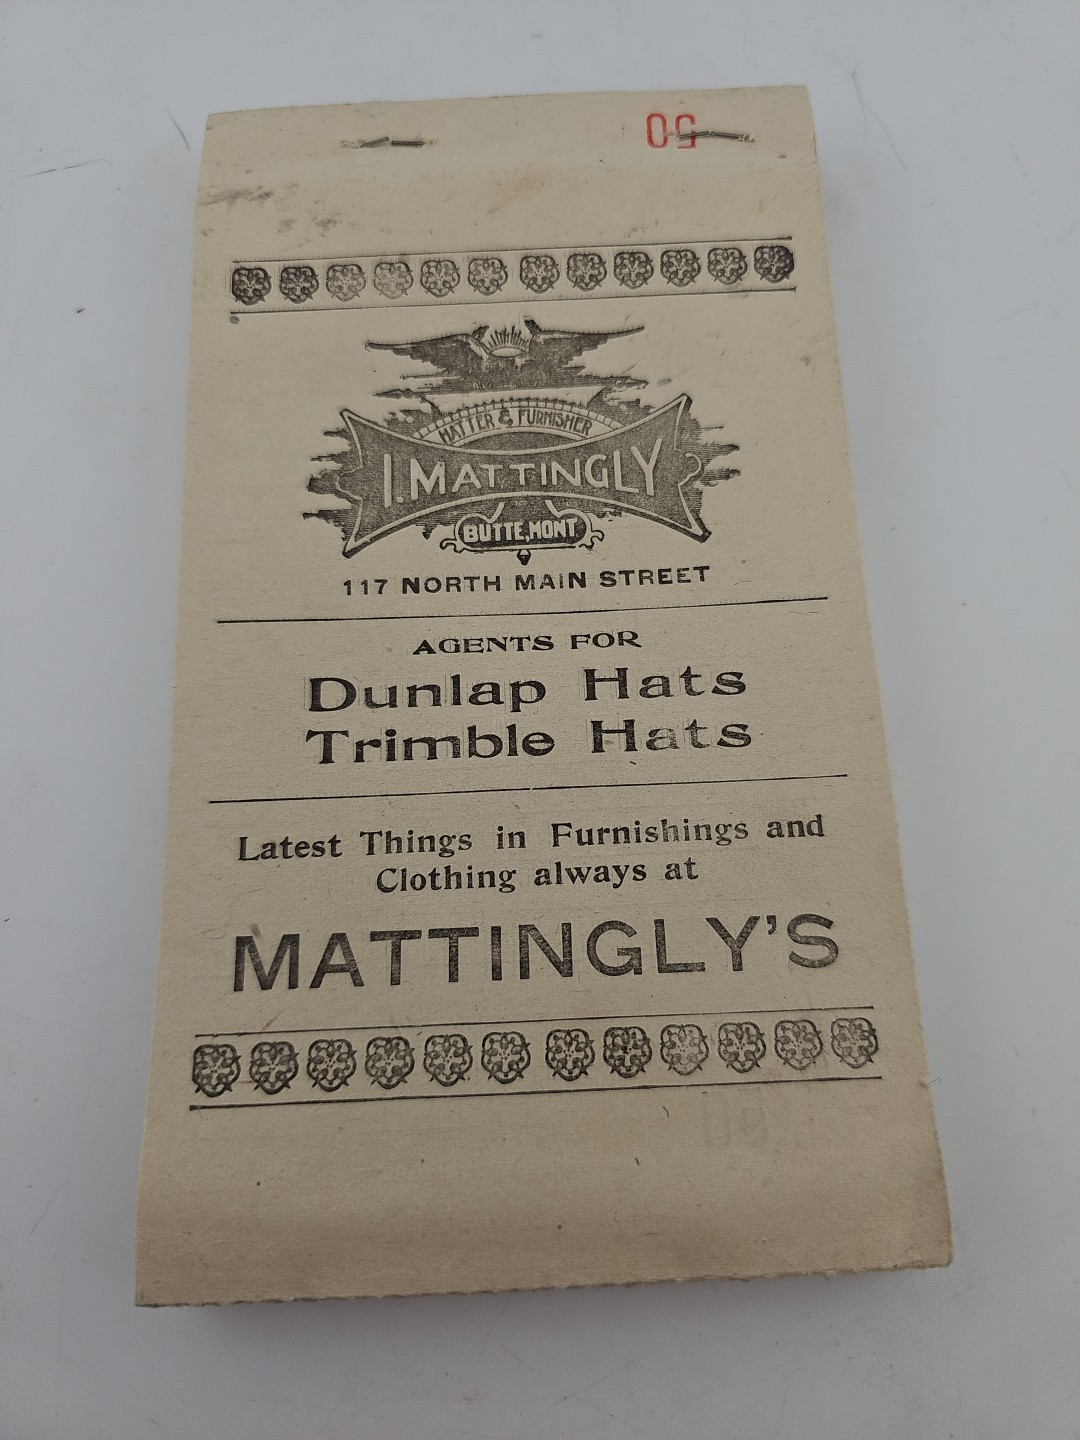 50
HATTER & FURNISHER
I. MATTINGLY
BUTTE, MONT
117 NORTH MAIN STREET
AGENTS FOR
Dunlap Hats
Trimble Hats
Latest Things in Furnishings and
Clothing always at
MATTINGLY'S